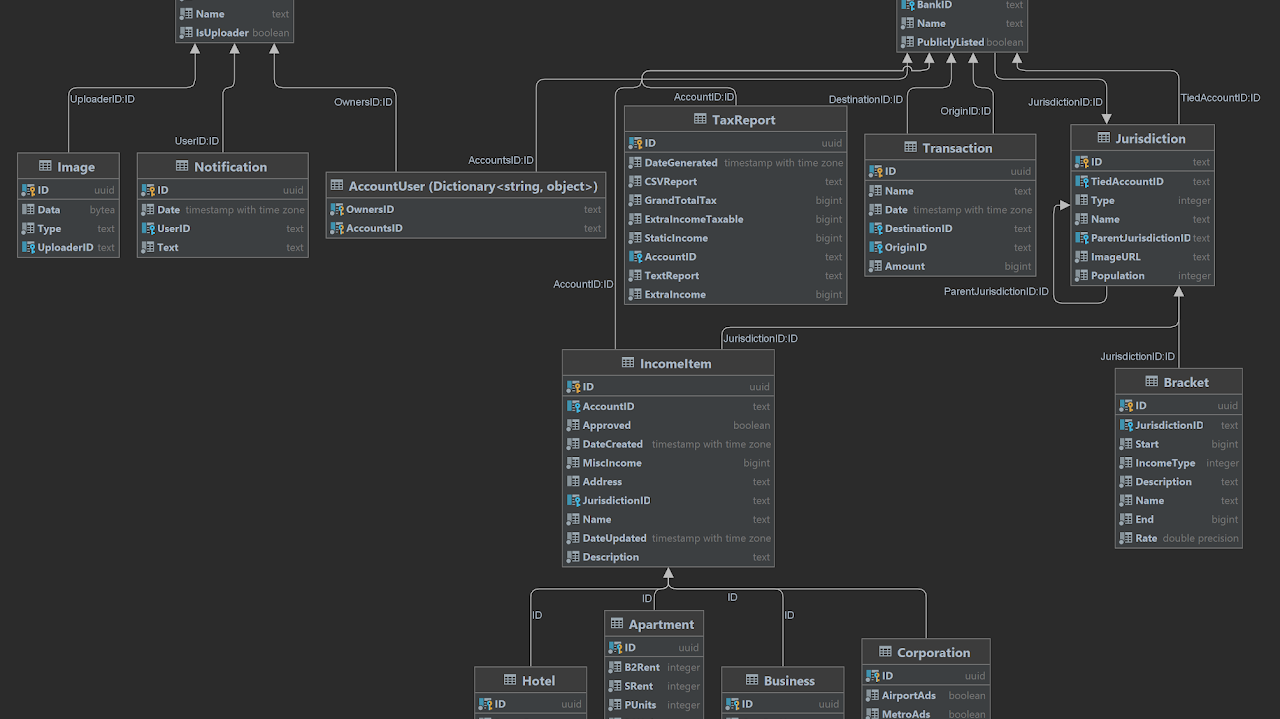 Name text
IsUploader boolean
BankID text
Name text
PubliclyListed boolean
UploaderID:ID
UserID:ID
OwnersID:ID
AccountsID:ID
AccountID:ID
DestinationID:ID
OriginID:ID
JurisdictionID:ID
TiedAccountID:ID
Image
ID uuid
Data bytea
Type text
UploaderID text
Notification
ID uuid
Date timestamp with time zone
UserID text
Text text
AccountUser (Dictionary<string, object>)
OwnersID text
AccountsID text
TaxReport
ID uuid
DateGenerated timestamp with time zone
CSVReport text
GrandTotalTax bigint
ExtraIncomeTaxable bigint
StaticIncome bigint
AccountID text
TextReport text
ExtraIncome bigint
Transaction
ID uuid
Name text
Date timestamp with time zone
DestinationID text
OriginID text
Amount bigint
Jurisdiction
ID text
TiedAccountID text
Type integer
Name text
ParentJurisdictionID text
ImageURL text
Population integer
AccountID:ID
ParentJurisdictionID:ID
JurisdictionID:ID
JurisdictionID:ID
IncomeItem
ID uuid
AccountID text
Approved boolean
DateCreated timestamp with time zone
MiscIncome bigint
Address text
JurisdictionID text
Name text
DateUpdated timestamp with time zone
Description text
Bracket
ID uuid
JurisdictionID text
Start bigint
IncomeType integer
Description text
Name text
End bigint
Rate double precision
ID
ID
ID
ID
Hotel
ID uuid
Apartment
ID uuid
B2Rent integer
SRent integer
PUnits integer
Business
ID uuid
Corporation
ID uuid
AirportAds boolean
MetroAds boolean